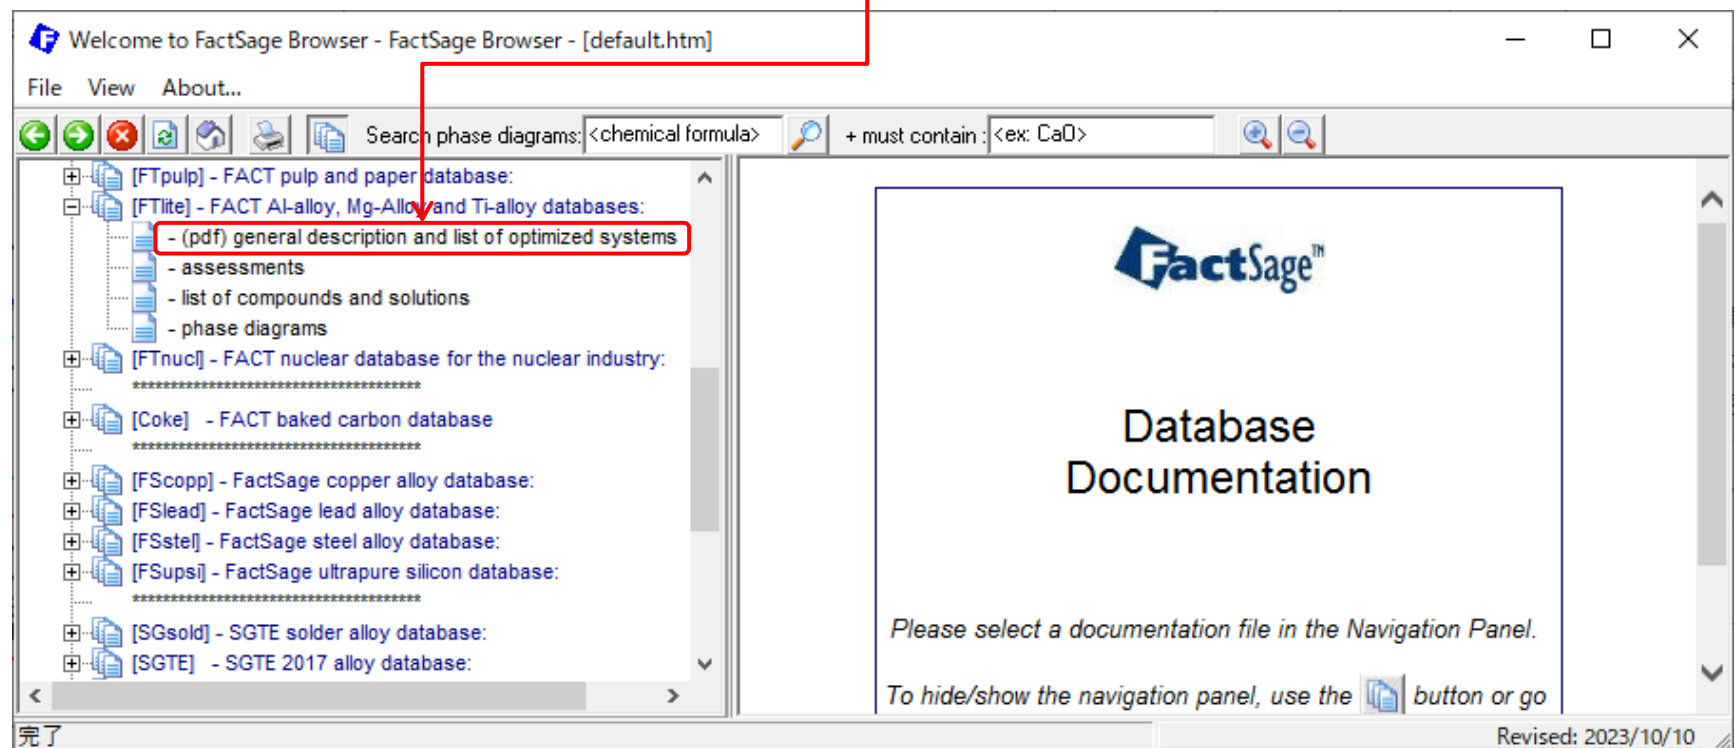 Welcome to FactSage Browser - FactSage Browser - [default.htm]
File View About...
Search phase diagrams: <chemical formula> + must contain : <ex: CaO>
[FTpulp] - FACT pulp and paper database:
[FTlite] - FACT Al-alloy, Mg-Alloy and Ti-alloy databases:
- (pdf) general description and list of optimized systems
- assessments
- list of compounds and solutions
- phase diagrams
[FTnucl] - FACT nuclear database for the nuclear industry:
**************************************
[Coke] - FACT baked carbon database
**************************************
[FScopp] - FactSage copper alloy database:
[FSlead] - FactSage lead alloy database:
[FSstel] - FactSage steel alloy database:
[FSupsi] - FactSage ultrapure silicon database:
**************************************
[SGsold] - SGTE solder alloy database:
[SGTE] - SGTE 2017 alloy database:
FactSage™
Database
Documentation
Please select a documentation file in the Navigation Panel.
To hide/show the navigation panel, use the button or go
完了
Revised: 2023/10/10